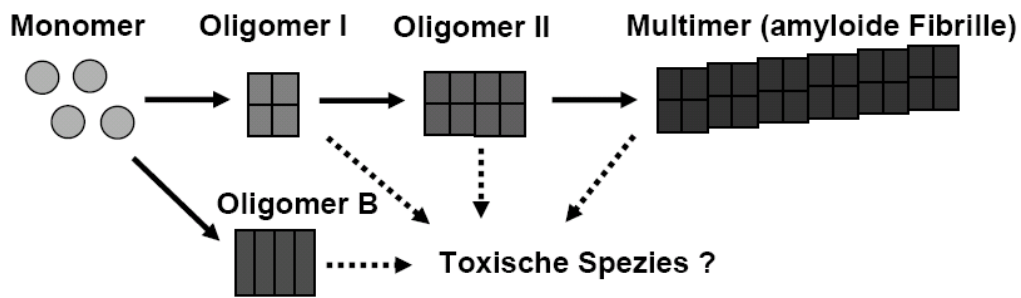 Monomer
Oligomer I
Oligomer II
Multimer (amyloide Fibrille)
Oligomer B
Toxische Spezies ?